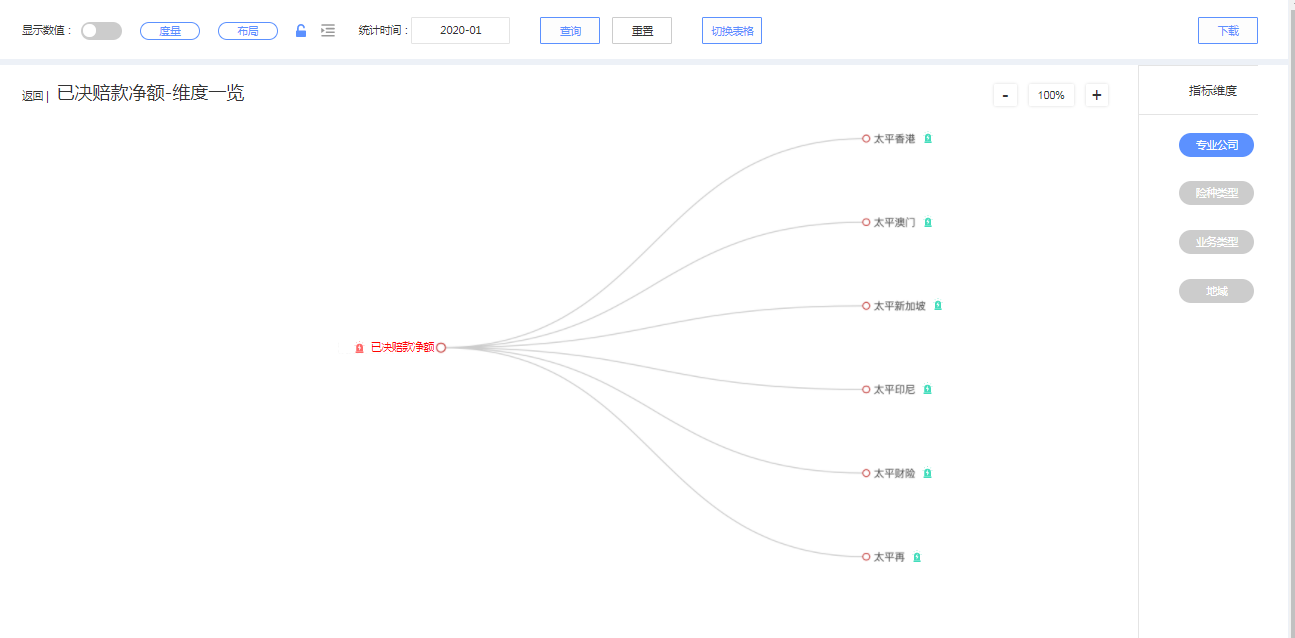 显示数值： 度量 布局 统计时间： 2020-01 查询 重置 切换表格 下载
返回 | 已决赔款净额-维度一览 - 100% + 指标维度
太平香港
专业公司
险种类型
太平澳门
业务类型
地域
太平新加坡
已决赔款净额
太平印尼
太平财险
太平再